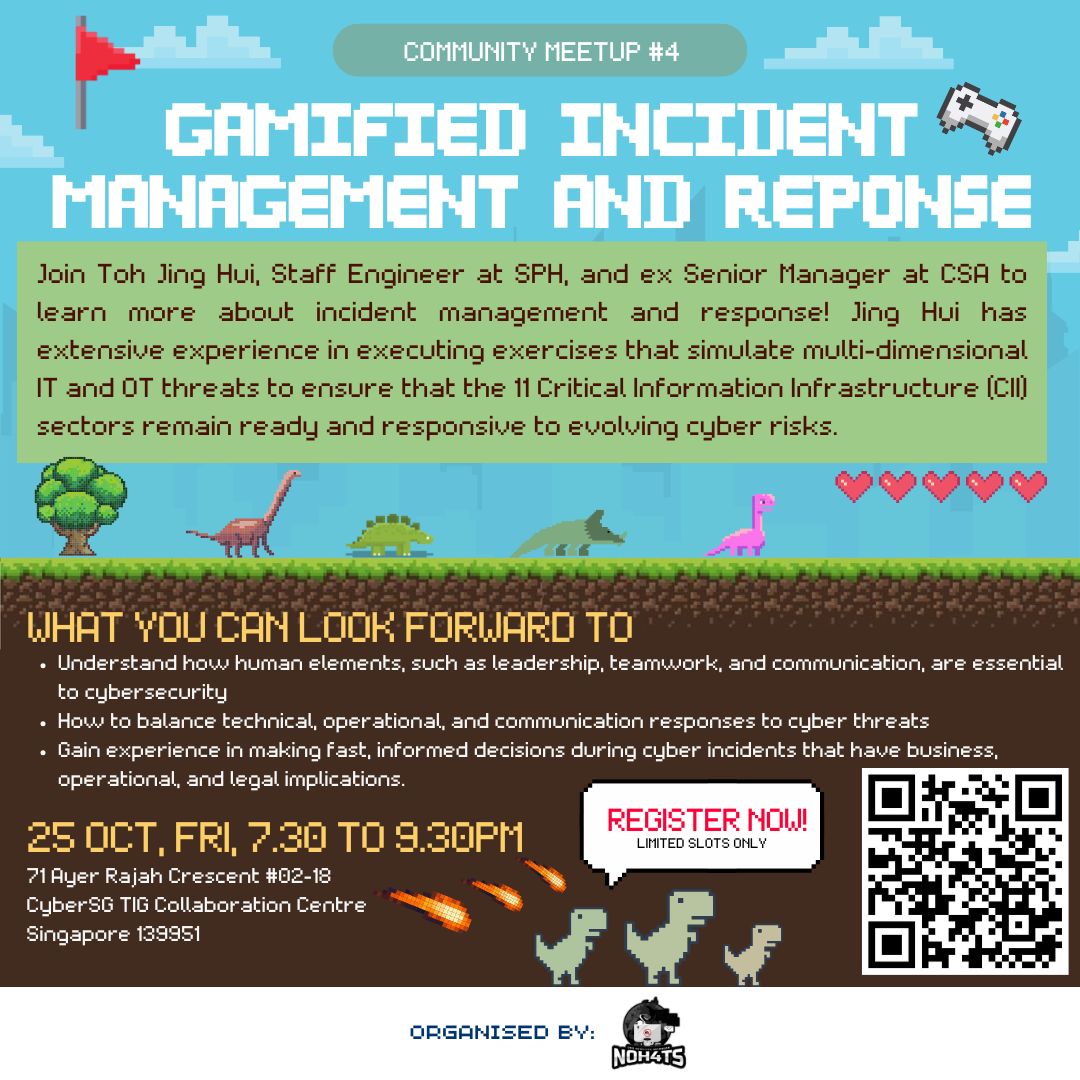 COMMUNITY MEETUP #4
GAMIFIED INCIDENT
MANAGEMENT AND REPONSE
Join Toh Jing Hui, Staff Engineer at SPH, and ex Senior Manager at CSA to
learn more about incident management and response! Jing Hui has
extensive experience in executing exercises that simulate multi-dimensional
IT and OT threats to ensure that the 11 Critical Information Infrastructure (CII)
sectors remain ready and responsive to evolving cyber risks.
WHAT YOU CAN LOOK FORWARD TO
• Understand how human elements, such as leadership, teamwork, and communication, are essential
to cybersecurity
• How to balance technical, operational, and communication responses to cyber threats
• Gain experience in making fast, informed decisions during cyber incidents that have business,
operational, and legal implications.
25 OCT, FRI, 7.30 TO 9.30PM
71 Ayer Rajah Crescent #02-18
CyberSG TIG Collaboration Centre
Singapore 139951
REGISTER NOW!
LIMITED SLOTS ONLY
ORGANISED BY:
N0H4TS